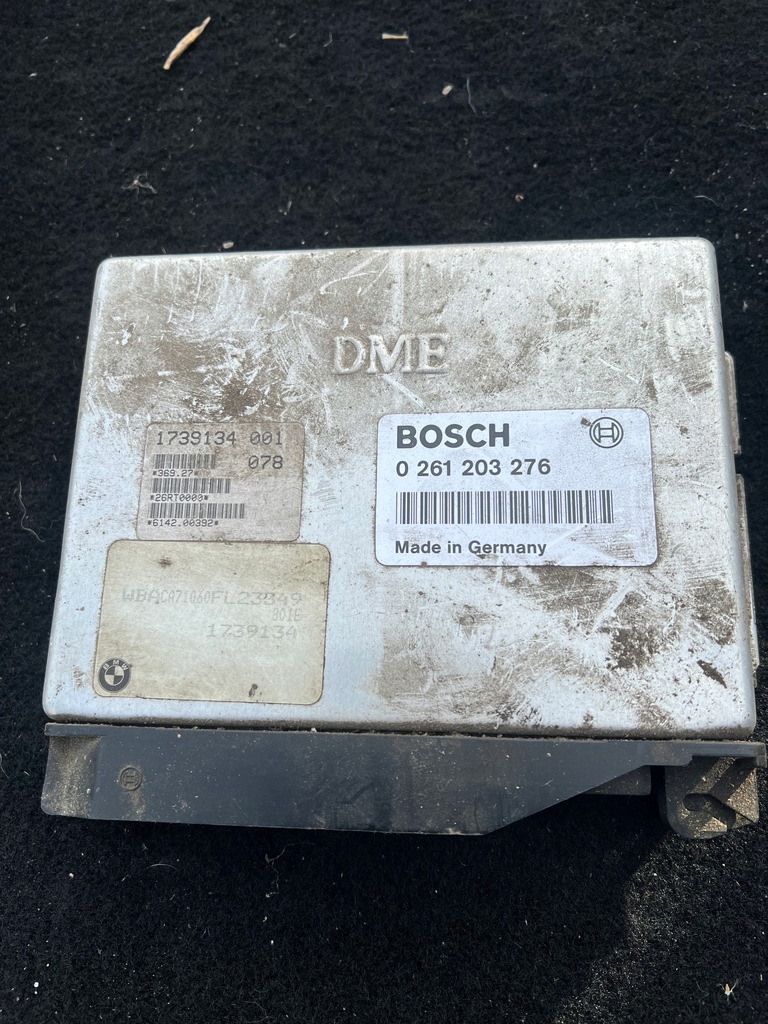 DME
1739134 001
078
*369.27*
*26RT0000*
*6142.00392*
BOSCH
0 261 203 276
Made in Germany
WBACA71060FL23849
801E
1739134
BMW